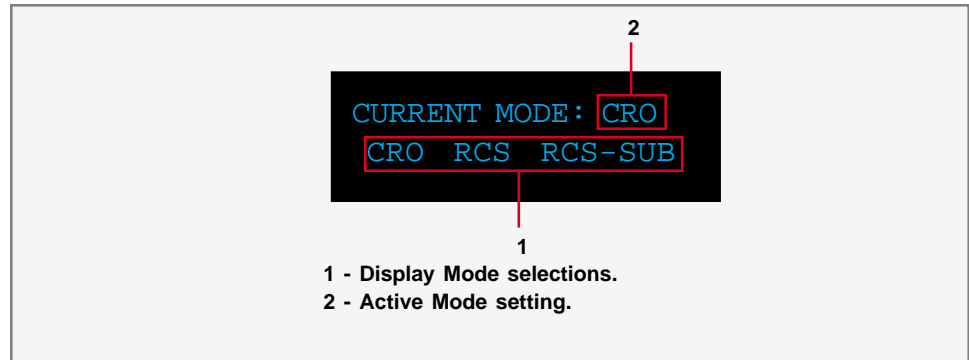 2
CURRENT MODE: CRO
CRO RCS RCS-SUB
1
1 - Display Mode selections.
2 - Active Mode setting.